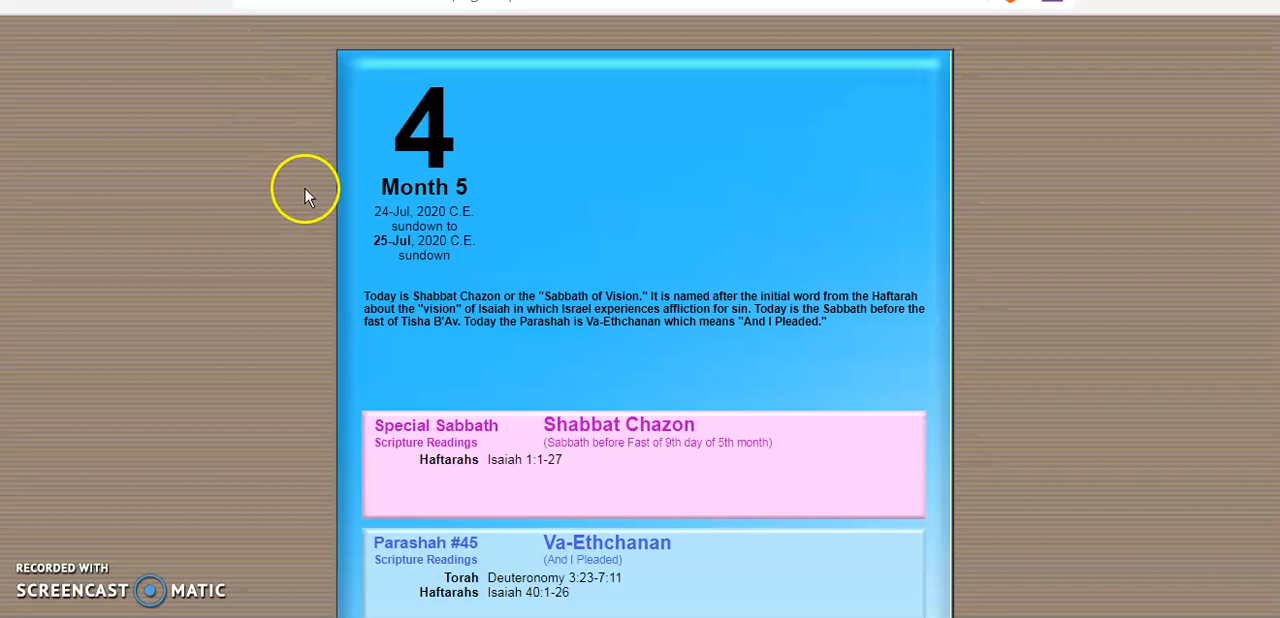 4
Month 5
24-Jul, 2020 C.E.
sundown to
25-Jul, 2020 C.E.
sundown
Today is Shabbat Chazon or the "Sabbath of Vision." It is named after the initial word from the Haftarah
about the "vision" of Isaiah in which Israel experiences affliction for sin. Today is the Sabbath before the
fast of Tisha B'Av. Today the Parashah is Va-Ethchanan which means "And I Pleaded."
Special Sabbath Shabbat Chazon
Scripture Readings (Sabbath before Fast of 9th day of 5th month)
Haftarahs Isaiah 1:1-27
Parashah #45 Va-Ethchanan
Scripture Readings (And I Pleaded)
Torah Deuteronomy 3:23-7:11
Haftarahs Isaiah 40:1-26
RECORDED WITH
SCREENCAST MATIC